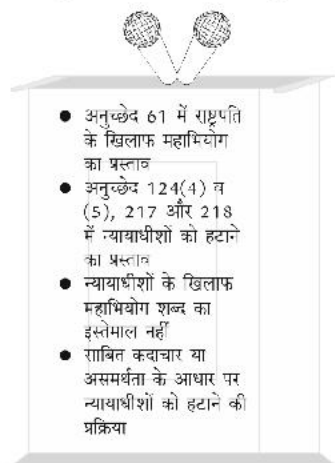 ● अनुच्छेद 61 में राष्ट्रपति
के खिलाफ महाभियोग
का प्रस्ताव
● अनुच्छेद 124(4) व
(5), 217 और 218
में न्यायाधीशों को हटाने
का प्रस्ताव
● न्यायाधीशों के खिलाफ
महाभियोग शब्द का
इस्तेमाल नहीं
● साबित कदाचार या
असमर्थता के आधार पर
न्यायाधीशों को हटाने की
प्रक्रिया